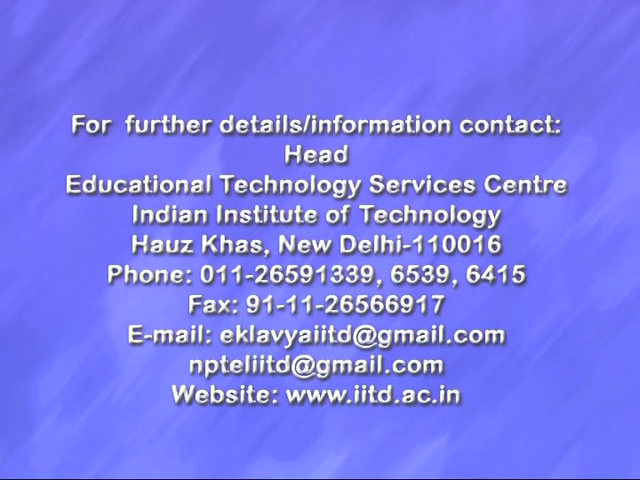 For further details/information contact:
Head
Educational Technology Services Centre
Indian Institute of Technology
Hauz Khas, New Delhi-110016
Phone: 011-26591339, 6539, 6415
Fax: 91-11-26566917
E-mail: eklavyaiitd@gmail.com
npteliitd@gmail.com
Website: www.iitd.ac.in